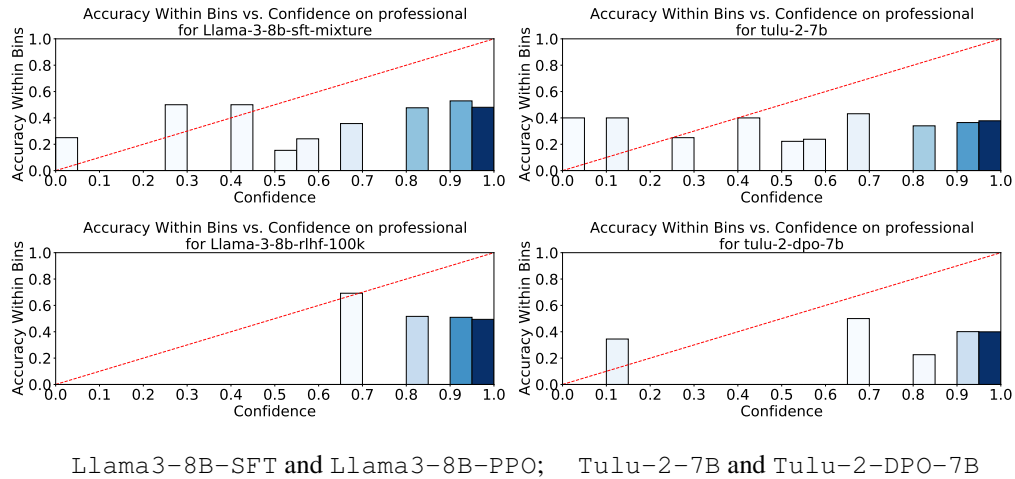 Accuracy Within Bins vs. Confidence on professional
for Llama-3-8b-sft-mixture
Accuracy Within Bins
1.0
0.8
0.6
0.4
0.2
0.0
0.0 0.1 0.2 0.3 0.4 0.5 0.6 0.7 0.8 0.9 1.0
Confidence
Accuracy Within Bins vs. Confidence on professional
for tulu-2-7b
Accuracy Within Bins
1.0
0.8
0.6
0.4
0.2
0.0
0.0 0.1 0.2 0.3 0.4 0.5 0.6 0.7 0.8 0.9 1.0
Confidence
Accuracy Within Bins vs. Confidence on professional
for Llama-3-8b-rlhf-100k
Accuracy Within Bins
1.0
0.8
0.6
0.4
0.2
0.0
0.0 0.1 0.2 0.3 0.4 0.5 0.6 0.7 0.8 0.9 1.0
Confidence
Accuracy Within Bins vs. Confidence on professional
for tulu-2-dpo-7b
Accuracy Within Bins
1.0
0.8
0.6
0.4
0.2
0.0
0.0 0.1 0.2 0.3 0.4 0.5 0.6 0.7 0.8 0.9 1.0
Confidence
Llama3-8B-SFT and Llama3-8B-PPO; Tulu-2-7B and Tulu-2-DPO-7B